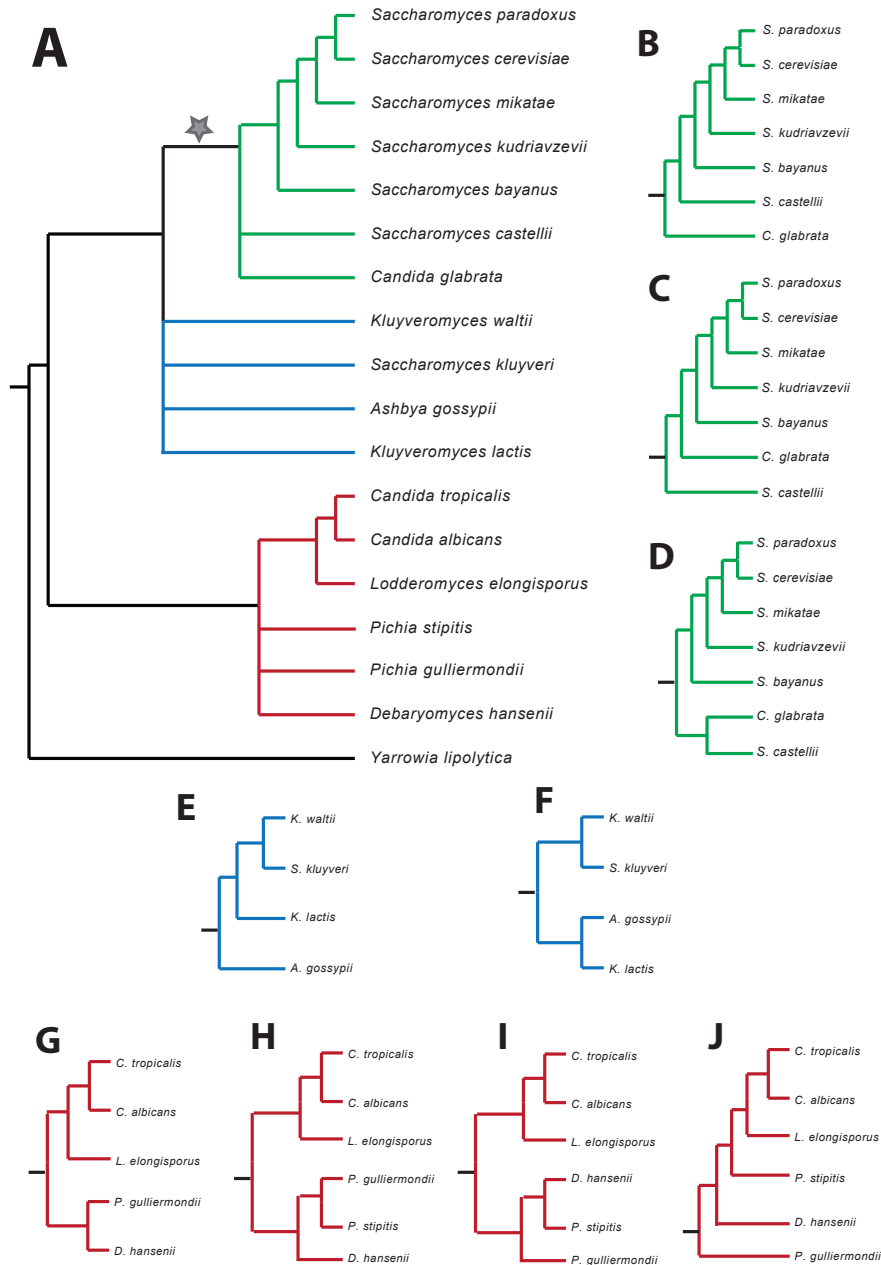 A
Saccharomyces paradoxus
Saccharomyces cerevisiae
Saccharomyces mikatae
Saccharomyces kudriavzevii
Saccharomyces bayanus
Saccharomyces castellii
Candida glabrata
Kluyveromyces waltii
Saccharomyces kluyveri
Ashbya gossypii
Kluyveromyces lactis
Candida tropicalis
Candida albicans
Lodderomyces elongisporus
Pichia stipitis
Pichia gulliermondii
Debaryomyces hansenii
Yarrowia lipolytica
B
S. paradoxus
S. cerevisiae
S. mikatae
S. kudriavzevii
S. bayanus
S. castellii
C. glabrata
C
S. paradoxus
S. cerevisiae
S. mikatae
S. kudriavzevii
S. bayanus
C. glabrata
S. castellii
D
S. paradoxus
S. cerevisiae
S. mikatae
S. kudriavzevii
S. bayanus
C. glabrata
S. castellii
E
K. waltii
S. kluyveri
K. lactis
A. gossypii
F
K. waltii
S. kluyveri
A. gossypii
K. lactis
G
C. tropicalis
C. albicans
L. elongisporus
P. gulliermondii
D. hansenii
H
C. tropicalis
C. albicans
L. elongisporus
P. gulliermondii
P. stipitis
D. hansenii
I
C. tropicalis
C. albicans
L. elongisporus
D. hansenii
P. stipitis
P. gulliermondii
J
C. tropicalis
C. albicans
L. elongisporus
P. stipitis
D. hansenii
P. gulliermondii